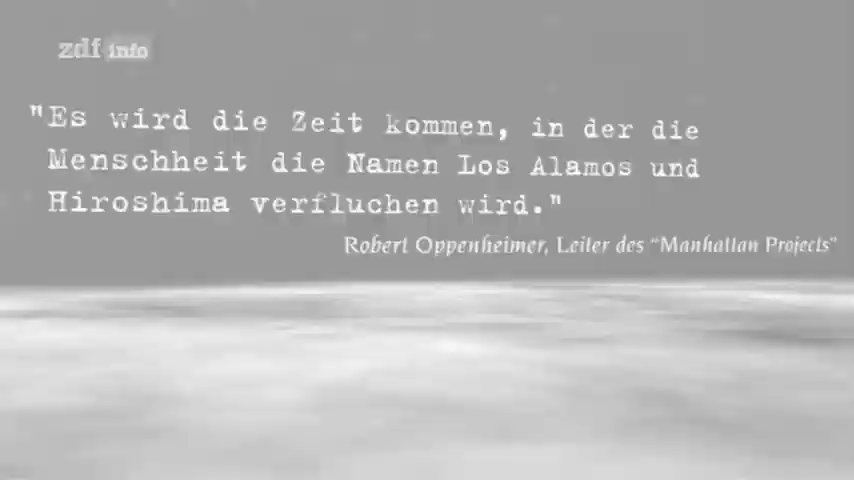 zdf info
"Es wird die Zeit kommen, in der die
Menschheit die Namen Los Alamos und
Hiroshima verfluchen wird."
Robert Oppenheimer, Leiter des "Manhattan Projects"